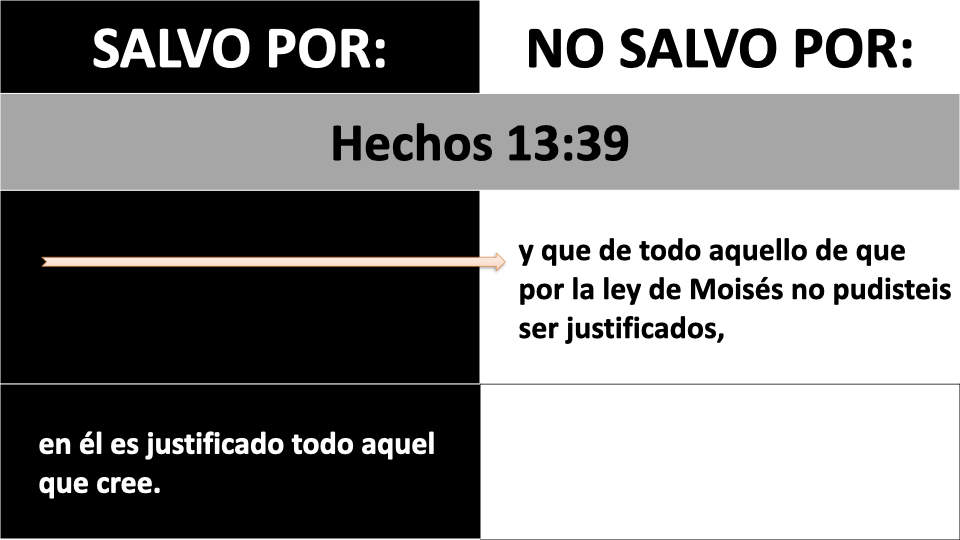 SALVO POR:
NO SALVO POR:
Hechos 13:39
y que de todo aquello de que
por la ley de Moisés no pudisteis
ser justificados,
en él es justificado todo aquel
que cree.